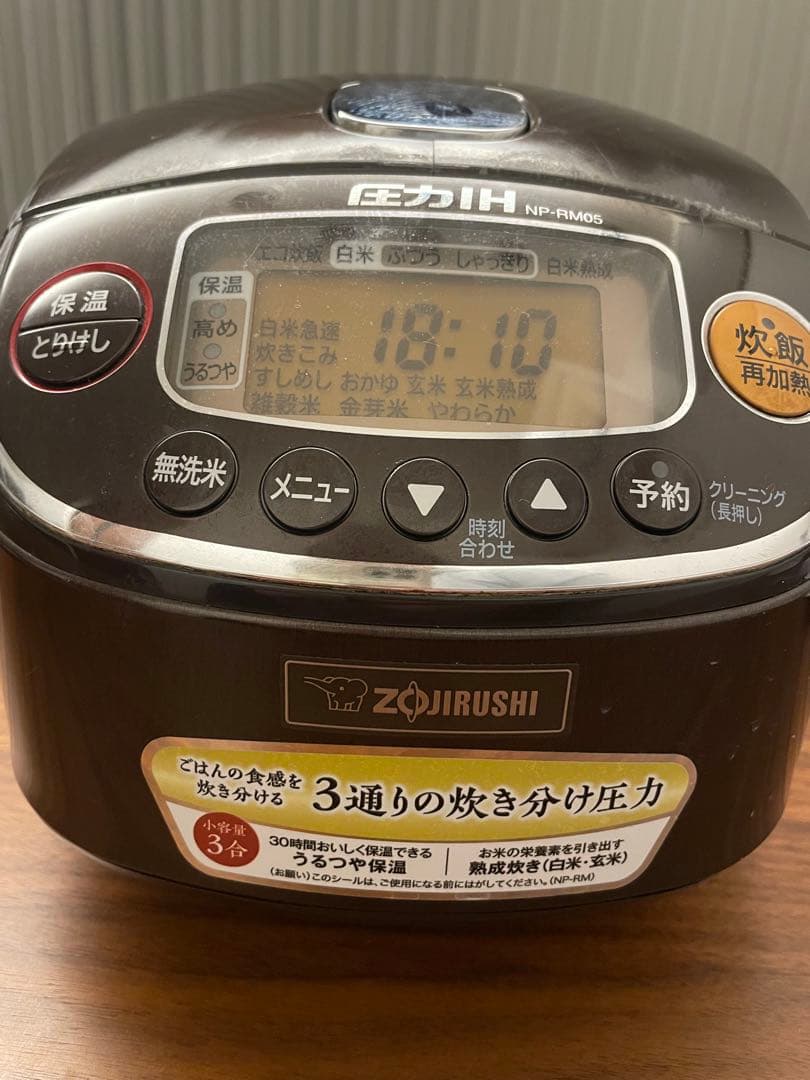 圧力IH NP-RM05
エコ炊飯 白米 ふつう しゃっきり 白米熟成
保温
高め
うるつや
18:10
白米急速
炊きこみ
すしめし おかゆ 玄米 玄米熟成
雑穀米 金芽米 やわらか
保温
とりけし
炊飯
再加熱
無洗米
メニュー
▼
▲
時刻
合わせ
予約
クリーニング
(長押し)
ZOJIRUSHI
ごはんの食感を
炊き分ける
3通りの炊き分け圧力
小容量
3合
30時間おいしく保温できる
うるつや保温
お米の栄養素を引き出す
熟成炊き(白米・玄米)
(お願い)このシールは、ご使用になる前にはがしてください。(NP-RM)